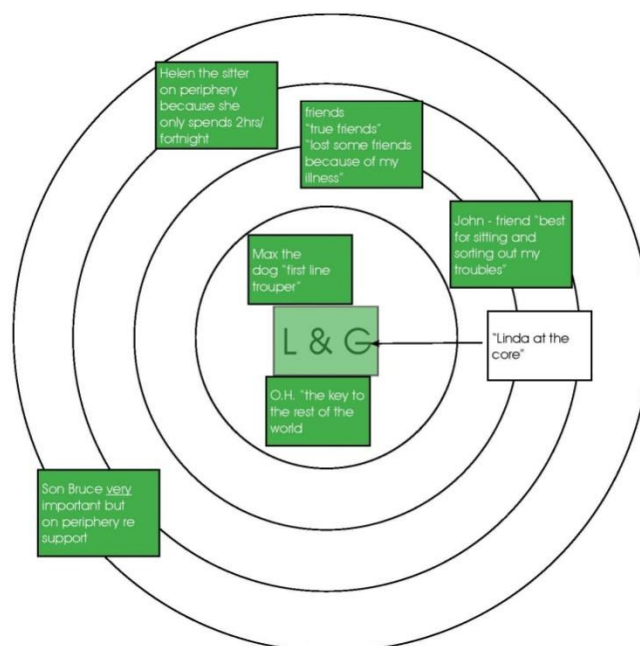 Helen the sitter
on periphery
because she
only spends 2hrs/
fortnight
friends
"true friends"
"lost some friends
because of my
illness"
John - friend "best
for sitting and
sorting out my
troubles"
Max the
dog "first line
trouper"
L & G
"Linda at the
core"
O.H. "the key to
the rest of the
world
Son Bruce very
important but
on periphery re
support